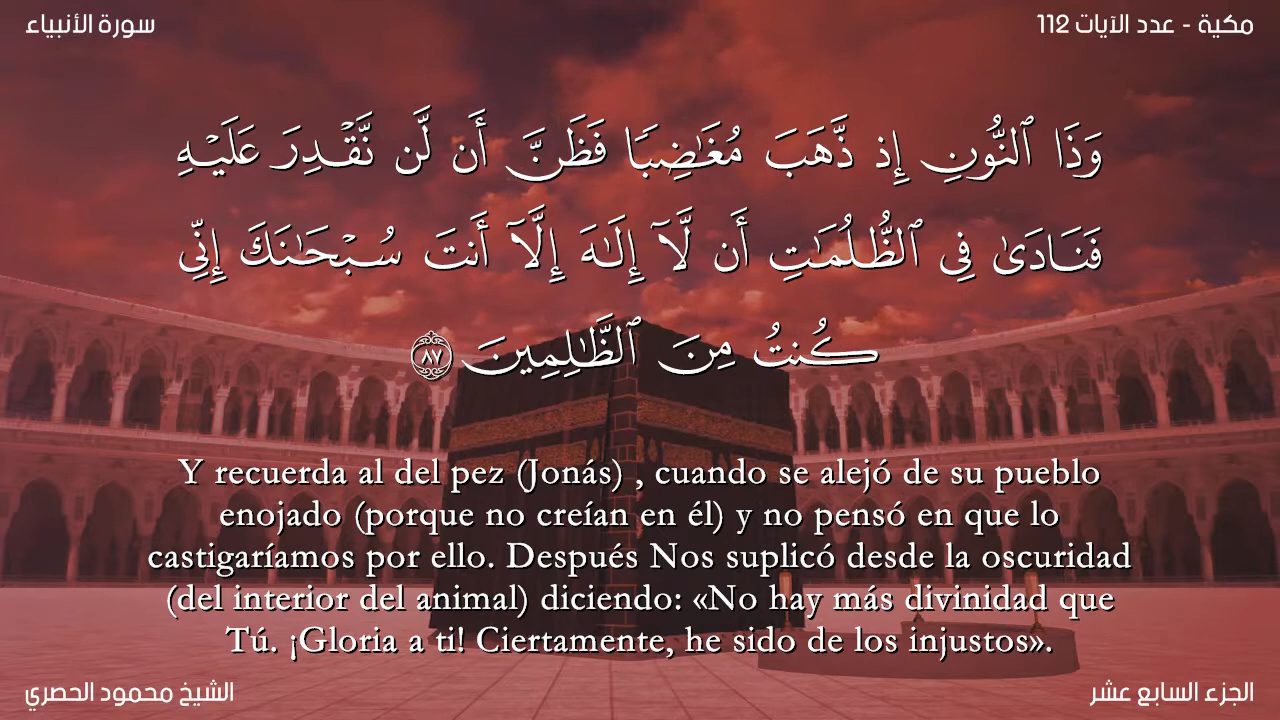 مكية - عدد الآيات 112
سورة الأنبياء
وَذَا ٱلنُّونِ إِذ ذَّهَبَ مُغَٰضِبٗا فَظَنَّ أَن لَّن نَّقۡدِرَ عَلَيۡهِ
فَنَادَىٰ فِي ٱلظُّلُمَٰتِ أَن لَّآ إِلَٰهَ إِلَّآ أَنتَ سُبۡحَٰنَكَ إِنِّي
كُنتُ مِنَ ٱلظَّٰلِمِينَ ٨٧
Y recuerda al del pez (Jonás) , cuando se alejó de su pueblo
enojado (porque no creían en él) y no pensó en que lo
castigaríamos por ello. Después Nos suplicó desde la oscuridad
(del interior del animal) diciendo: «No hay más divinidad que
Tú. ¡Gloria a ti! Ciertamente, he sido de los injustos».
الجزء السابع عشر
الشيخ محمود الحصري